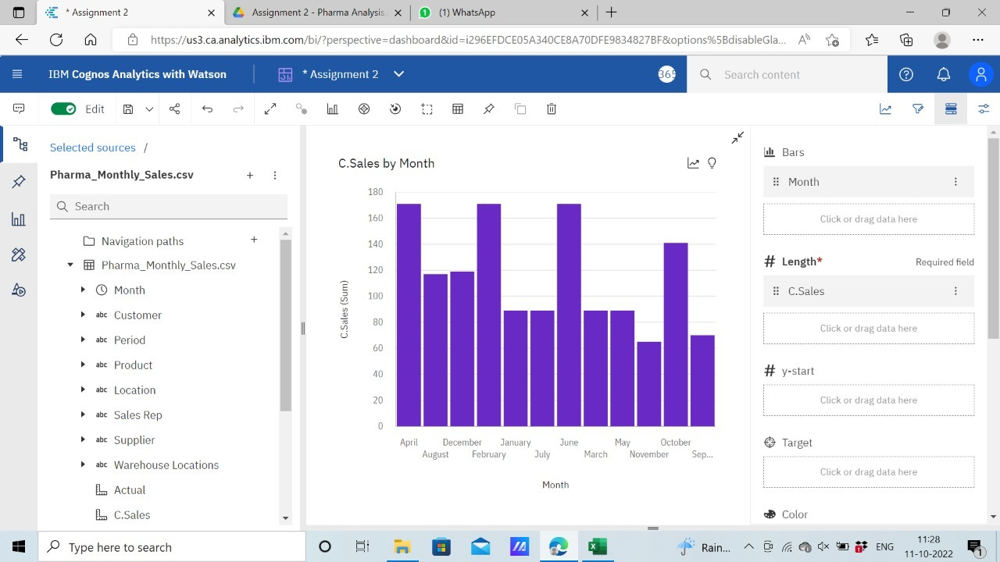 * Assignment 2
Assignment 2 - Pharma Analytics
(1) WhatsApp
https://us3.ca.analytics.ibm.com/bi/?perspective=dashboard&id=i296EFDCE05A340CE8A70DFE9834827BF&options%5BdisableGla...
IBM Cognos Analytics with Watson
* Assignment 2
365
Search content
Edit
Selected sources /
Pharma_Monthly_Sales.csv
Search
Navigation paths
Pharma_Monthly_Sales.csv
Month
abc Customer
abc Period
abc Product
abc Location
abc Sales Rep
abc Supplier
abc Warehouse Locations
Actual
C.Sales
C.Sales by Month
180
160
140
120
100
80
60
40
20
0
C.Sales (Sum)
April December January June May October
August February July March November Sep...
Month
Bars
Month
Click or drag data here
# Length* Required field
C.Sales
Click or drag data here
# y-start
Click or drag data here
Target
Click or drag data here
Color
Type here to search
Rain...
ENG
11:28
11-10-2022
1